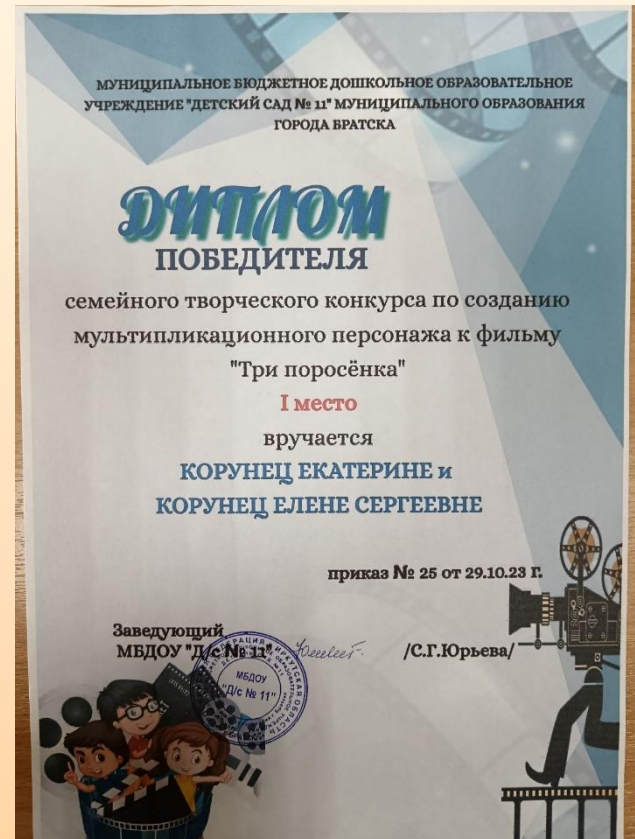 МУНИЦИПАЛЬНОЕ БЮДЖЕТНОЕ ДОШКОЛЬНОЕ ОБРАЗОВАТЕЛЬНОЕ
УЧРЕЖДЕНИЕ "ДЕТСКИЙ САД № 11" МУНИЦИПАЛЬНОГО ОБРАЗОВАНИЯ
ГОРОДА БРАТСКА
ДИПЛОМ
ПОБЕДИТЕЛЯ
семейного творческого конкурса по созданию
мультипликационного персонажа к фильму
"Три поросёнка"
I место
вручается
КОРУНЕЦ ЕКАТЕРИНЕ и
КОРУНЕЦ ЕЛЕНЕ СЕРГЕЕВНЕ
приказ № 25 от 29.10.23 г.
Заведующий
МБДОУ "Д/с № 11" /С.Г.Юрьева/
МБДОУ
"Д/с № 11"
ИРКУТСКАЯ ОБЛАСТЬ